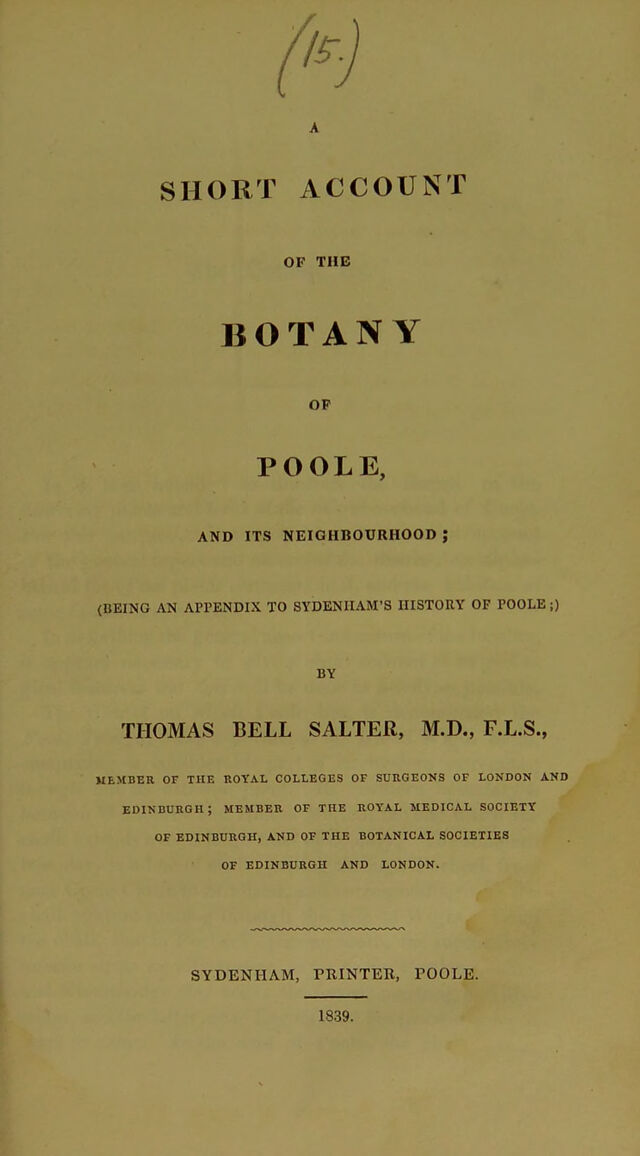 (15.)
A
SHORT ACCOUNT
OF THE
BOTANY
OF
POOLE,
AND ITS NEIGHBOURHOOD;
(BEING AN APPENDIX TO SYDENHAM'S HISTORY OF POOLE;)
BY
THOMAS BELL SALTER, M.D., F.L.S.,
MEMBER OF THE ROYAL COLLEGES OF SURGEONS OF LONDON AND
EDINBURGH; MEMBER OF THE ROYAL MEDICAL SOCIETY
OF EDINBURGH, AND OF THE BOTANICAL SOCIETIES
OF EDINBURGH AND LONDON.
SYDENHAM, PRINTER, POOLE.
1839.